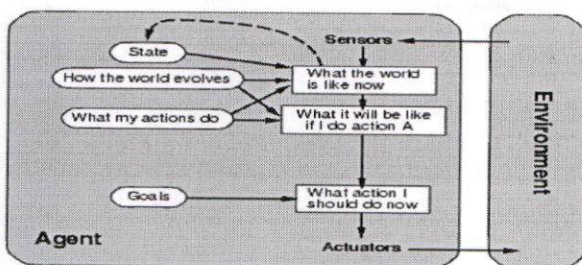 Sensors
State
How the world evolves
What the world
is like now
What my actions do
What it will be like
if I do action A
Goals
What action I
should do now
Agent
Actuators
Environment